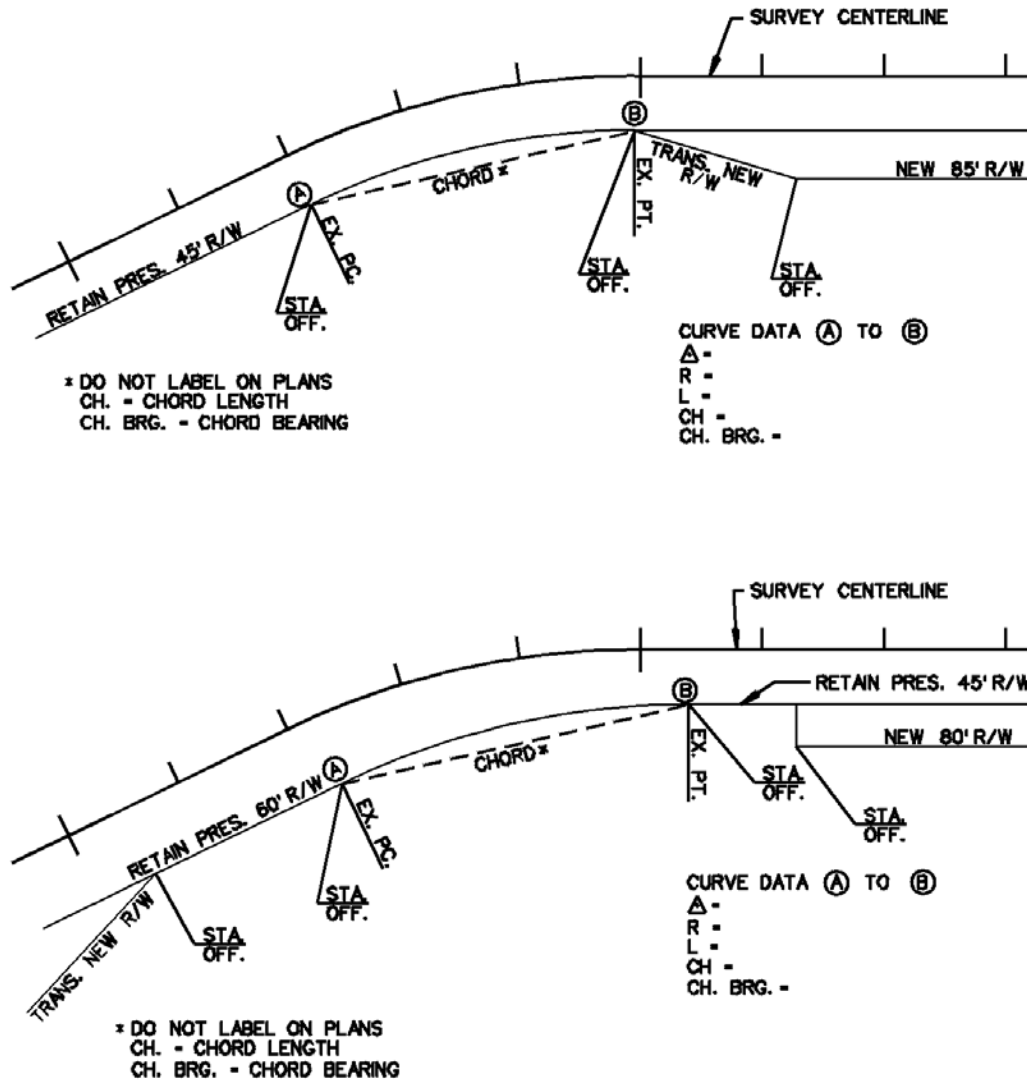 SURVEY CENTERLINE
B
TRANS. NEW
R/W
NEW 85' R/W
CHORD *
A
EX. PT.
EX. PC.
RETAIN PRES. 45' R/W
STA.
OFF.
STA.
OFF.
STA.
OFF.
CURVE DATA A TO B
Δ =
R =
L =
CH =
CH. BRG. =
* DO NOT LABEL ON PLANS
CH. = CHORD LENGTH
CH. BRG. = CHORD BEARING
SURVEY CENTERLINE
RETAIN PRES. 45' R/W
B
NEW 80' R/W
CHORD *
EX. PT.
A
EX. PC.
RETAIN PRES. 60' R/W
STA.
OFF.
STA.
OFF.
STA.
OFF.
STA.
OFF.
TRANS. NEW R/W
CURVE DATA A TO B
Δ =
R =
L =
CH =
CH. BRG. =
* DO NOT LABEL ON PLANS
CH. = CHORD LENGTH
CH. BRG. = CHORD BEARING